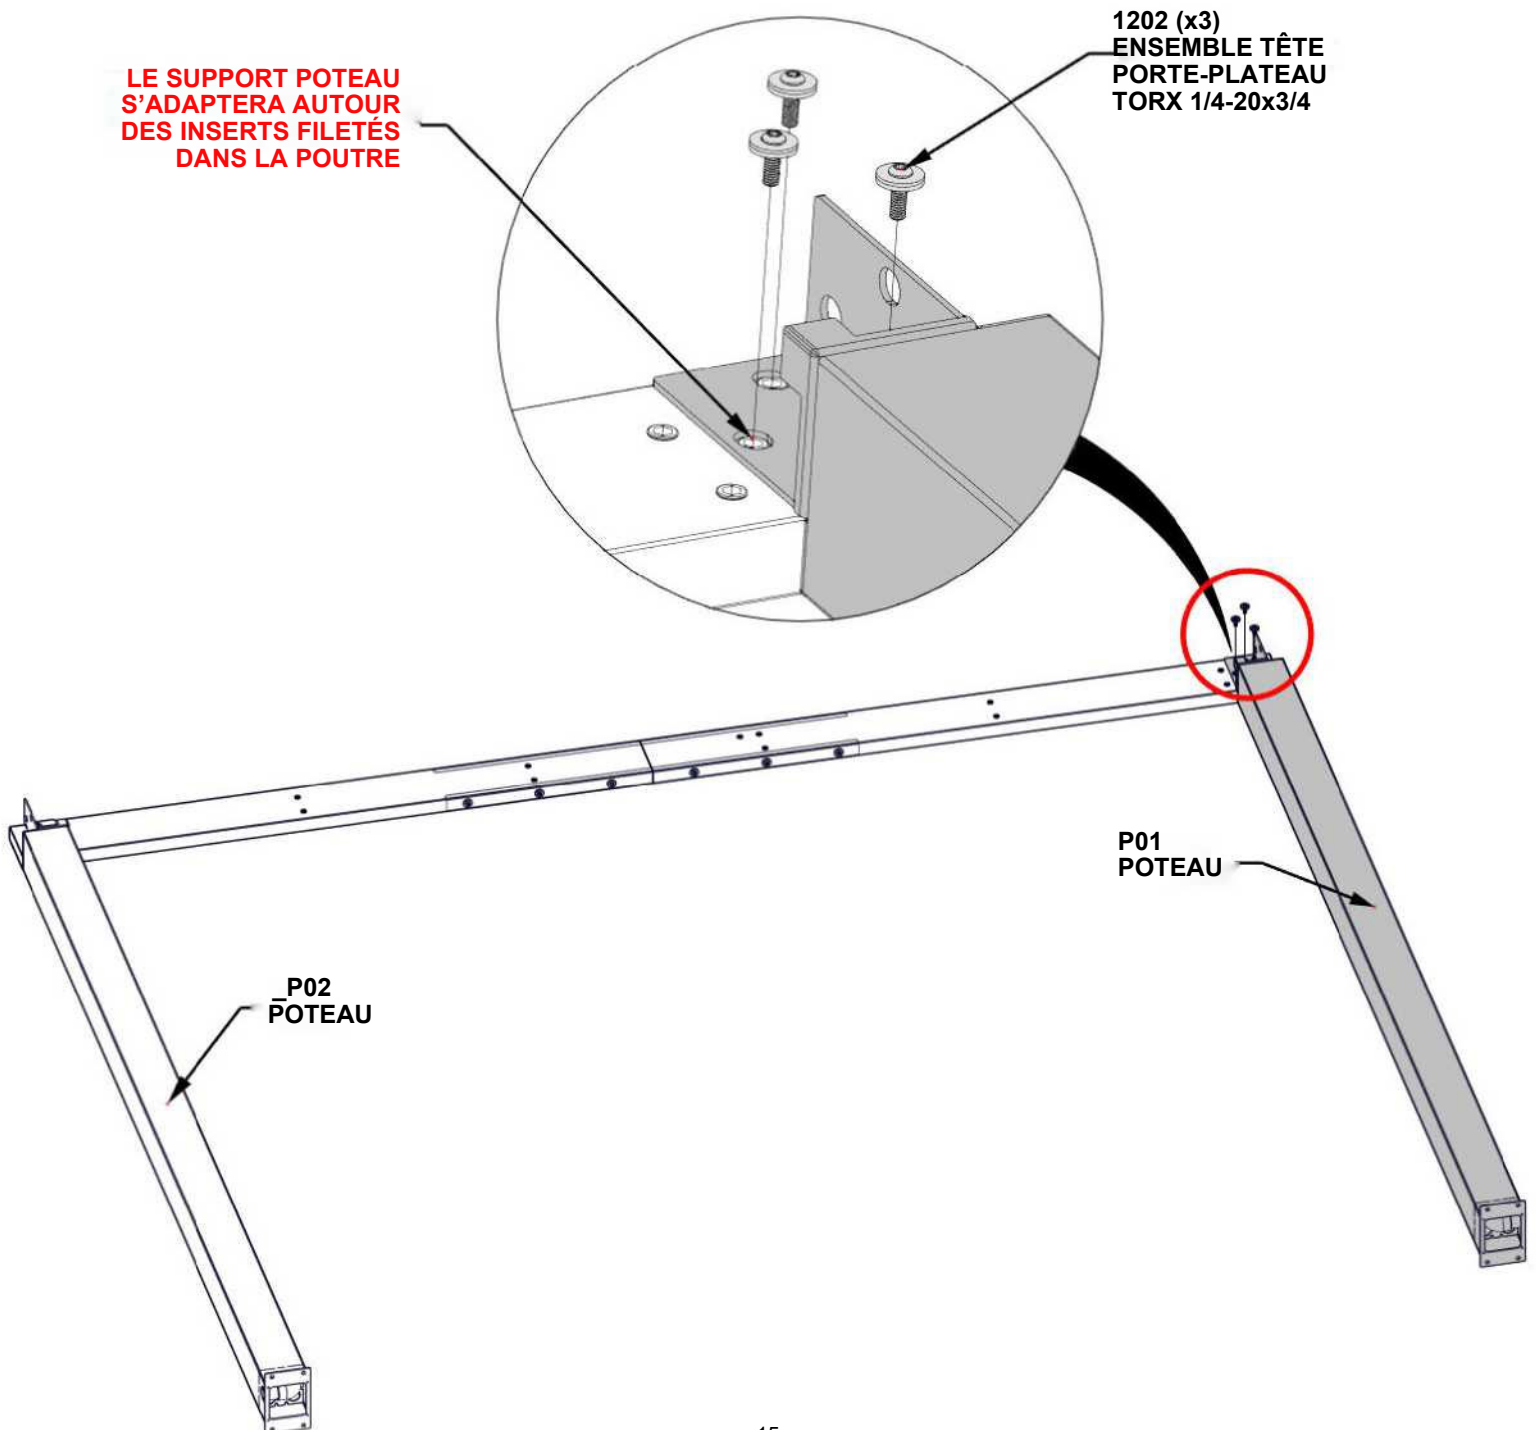 1202 (x3)
ENSEMBLE TÊTE
PORTE-PLATEAU
TORX 1/4-20x3/4
LE SUPPORT POTEAU
S’ADAPTERA AUTOUR
DES INSERTS FILETÉS
DANS LA POUTRE
P01
POTEAU
_P02
POTEAU